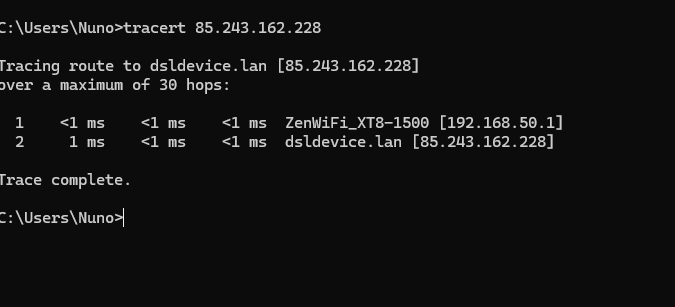 C:\Users\Nuno>tracert 85.243.162.228
Tracing route to dsldevice.lan [85.243.162.228]
over a maximum of 30 hops:
1 <1 ms <1 ms <1 ms ZenWiFi_XT8-1500 [192.168.50.1]
2 1 ms <1 ms <1 ms dsldevice.lan [85.243.162.228]
Trace complete.
C:\Users\Nuno>